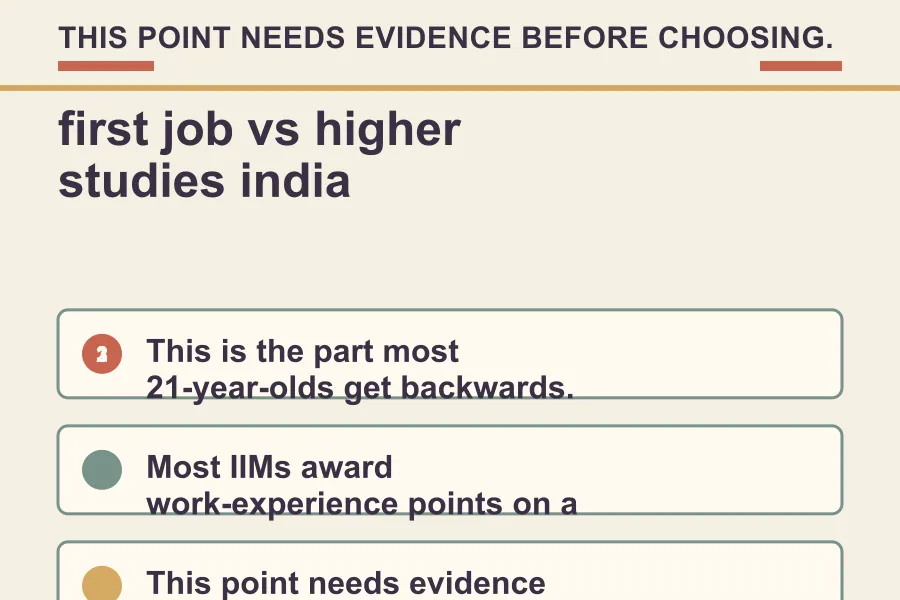 THIS POINT NEEDS EVIDENCE BEFORE CHOOSING.
first job vs higher
studies india
This is the part most
21-year-olds get backwards.
Most IIMs award
work-experience points on a
This point needs evidence